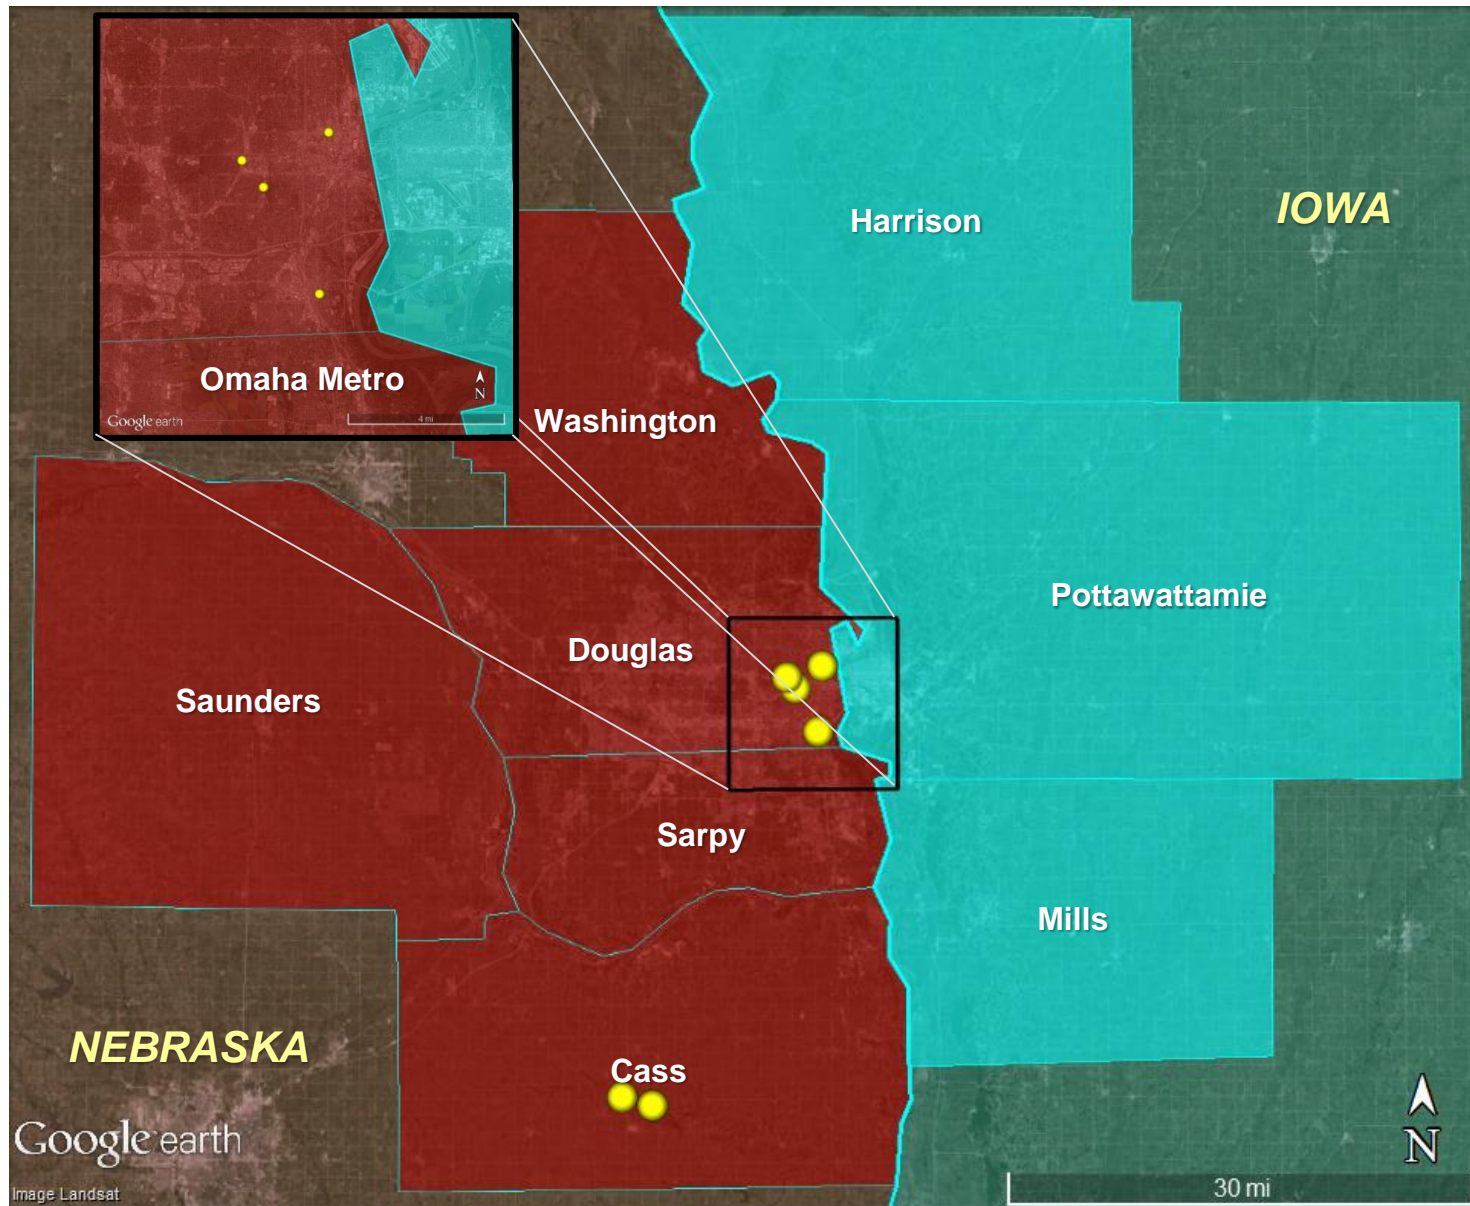 Harrison
IOWA
Omaha Metro
N
Google earth
4 mi
Washington
Pottawattamie
Douglas
Saunders
Sarpy
Mills
NEBRASKA
Cass
Google earth
N
Image Landsat
30 mi